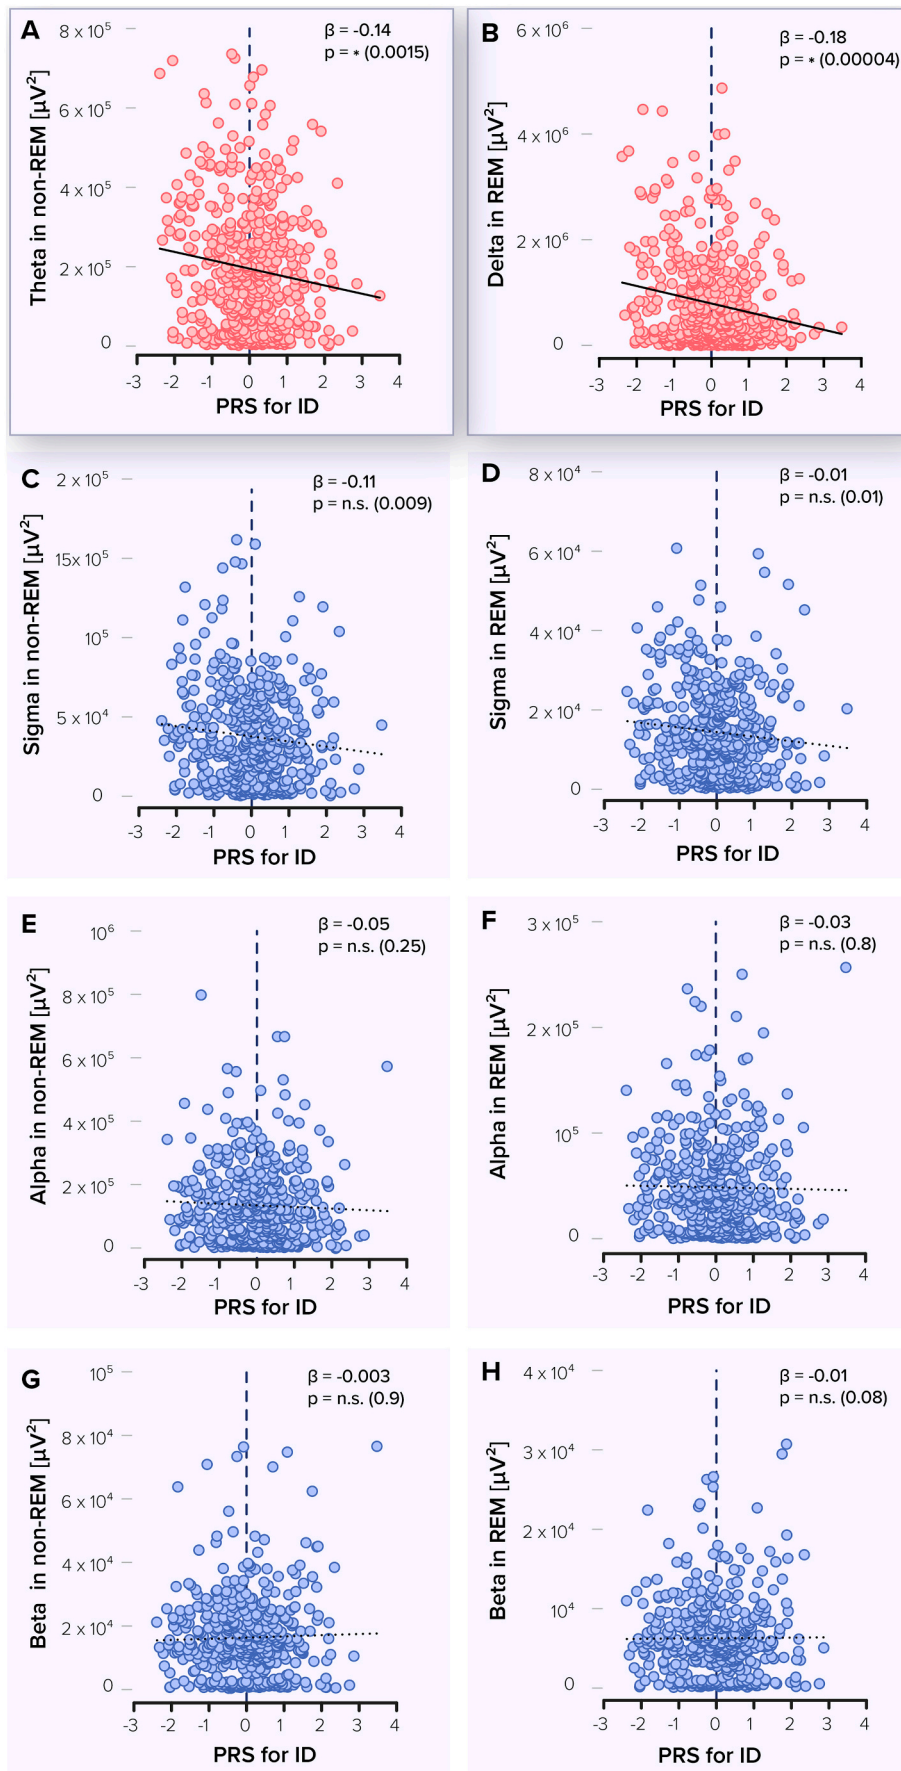 A
β = -0.14
p = * (0.0015)
8 x 10⁵
6 x 10⁵
4 x 10⁵
2 x 10⁵
0
Theta in non-REM [µV²]
-3 -2 -1 0 1 2 3 4
PRS for ID
B
β = -0.18
p = * (0.00004)
6 x 10⁶
4 x 10⁶
2 x 10⁶
0
Delta in REM [µV²]
-3 -2 -1 0 1 2 3 4
PRS for ID
C
β = -0.11
p = n.s. (0.009)
2 x 10⁵
15x 10⁵
10⁵
5 x 10⁴
0
Sigma in non-REM [µV²]
-3 -2 -1 0 1 2 3 4
PRS for ID
D
β = -0.01
p = n.s. (0.01)
8 x 10⁴
6 x 10⁴
4 x 10⁴
2 x 10⁴
0
Sigma in REM [µV²]
-3 -2 -1 0 1 2 3 4
PRS for ID
E
β = -0.05
p = n.s. (0.25)
10⁶
8 x 10⁵
6 x 10⁵
4 x 10⁵
2 x 10⁵
0
Alpha in non-REM [µV²]
-3 -2 -1 0 1 2 3 4
PRS for ID
F
β = -0.03
p = n.s. (0.8)
3 x 10⁵
2 x 10⁵
10⁵
0
Alpha in REM [µV²]
-3 -2 -1 0 1 2 3 4
PRS for ID
G
β = -0.003
p = n.s. (0.9)
10⁵
8 x 10⁴
6 x 10⁴
4 x 10⁴
2 x 10⁴
0
Beta in non-REM [µV²]
-3 -2 -1 0 1 2 3 4
PRS for ID
H
β = -0.01
p = n.s. (0.08)
4 x 10⁴
3 x 10⁴
2 x 10⁴
10⁴
0
Beta in REM [µV²]
-3 -2 -1 0 1 2 3 4
PRS for ID